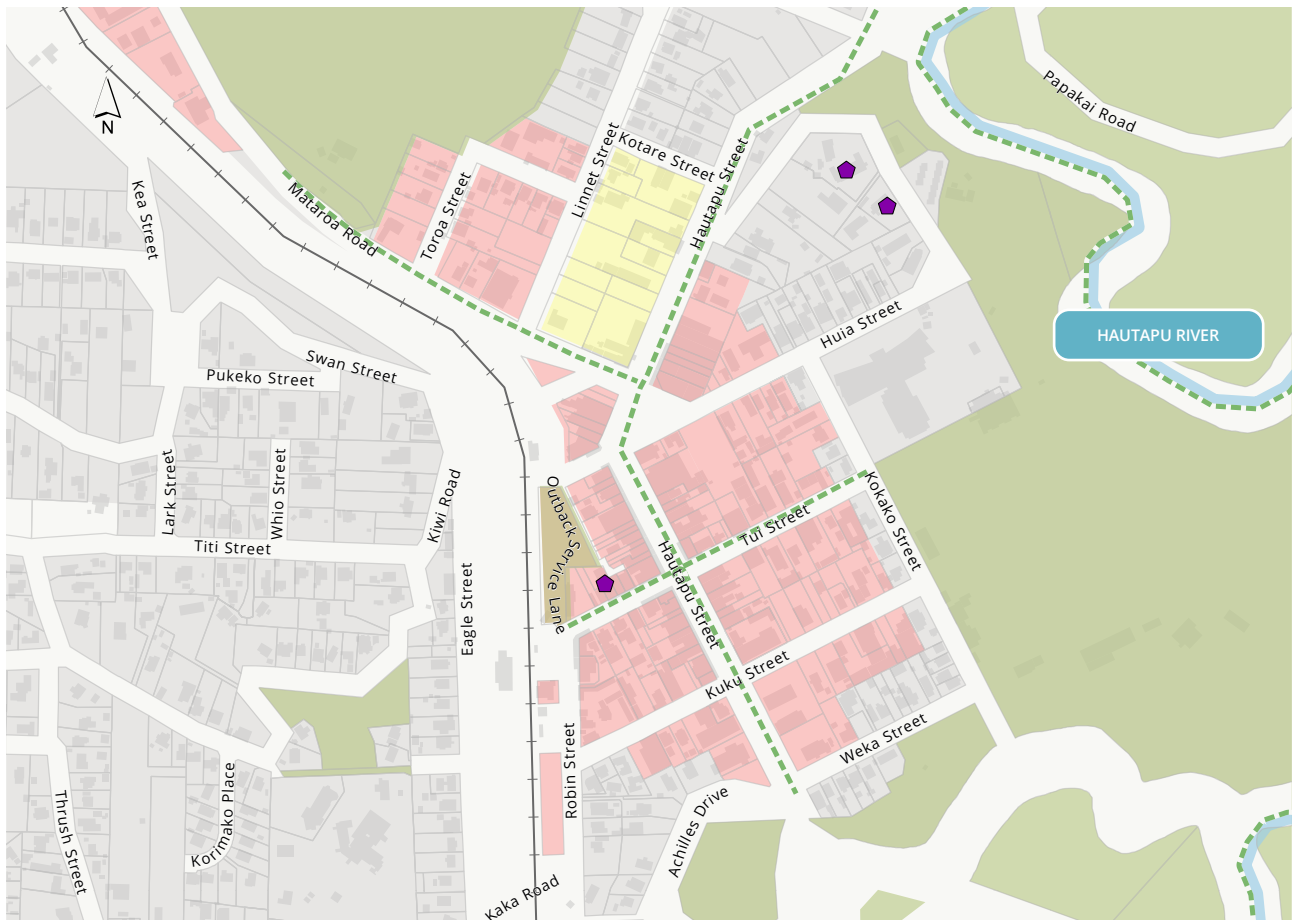 Papakai Road
N
Kotare Street
Linnet Street
Hautapu Street
Toroa Street
Kea Street
Mataroa Road
HAUTAPU RIVER
Huia Street
Swan Street
Pukeko Street
Lark Street
Whio Street
Kiwi Road
Outback Service Lane
Kokako Street
Tui Street
Titi Street
Hautapu Street
Eagle Street
Kuku Street
Weka Street
Robin Street
Korimako Place
Thrush Street
Achilles Drive
Kaka Road